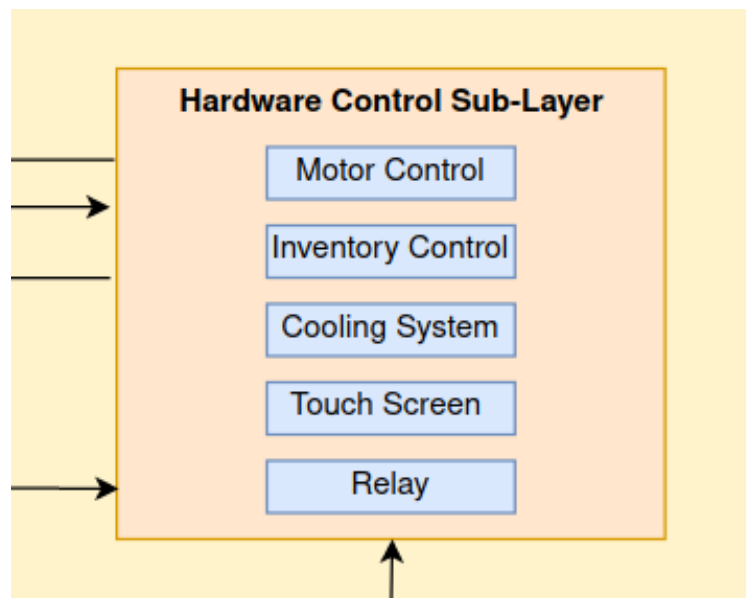 Hardware Control Sub-Layer
Motor Control
Inventory Control
Cooling System
Touch Screen
Relay